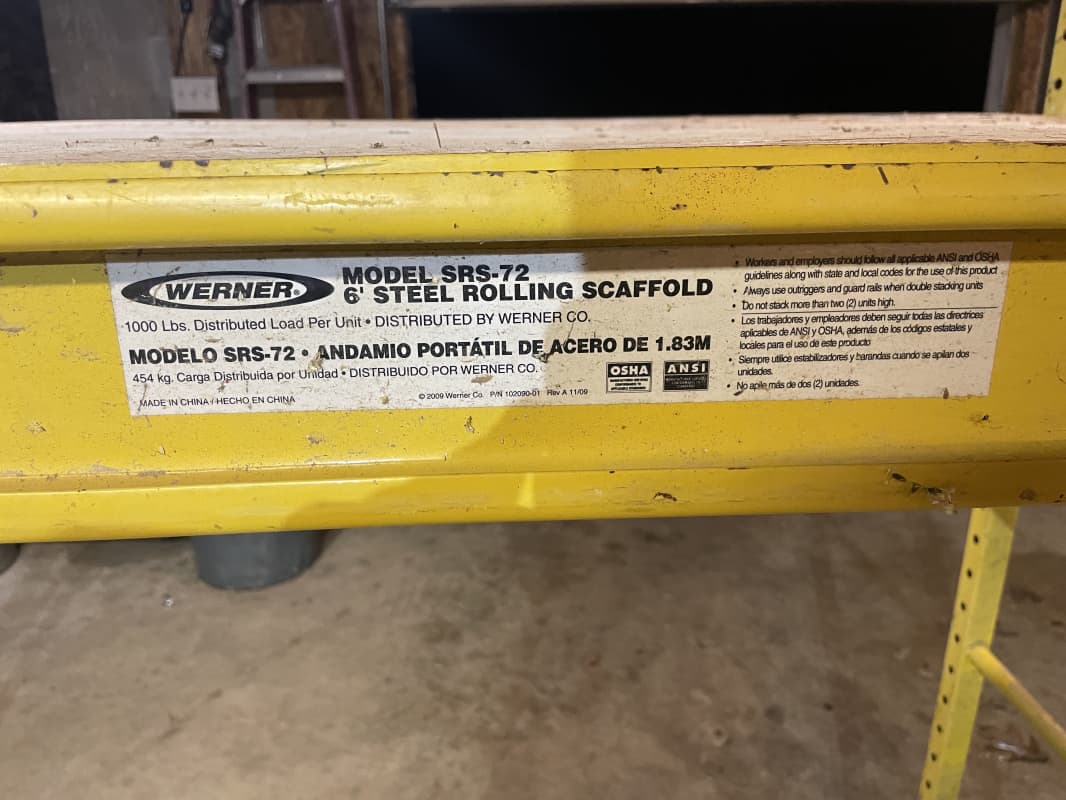 WERNER®
MODEL SRS-72
6' STEEL ROLLING SCAFFOLD
1000 Lbs. Distributed Load Per Unit • DISTRIBUTED BY WERNER CO.
MODELO SRS-72 • ANDAMIO PORTÁTIL DE ACERO DE 1.83M
454 kg. Carga Distribuida por Unidad • DISTRIBUIDO POR WERNER CO.
MADE IN CHINA / HECHO EN CHINA
© 2009 Werner Co. P/N 102090-01 Rev A 11/09
OSHA
ANSI
• Workers and employers should follow all applicable ANSI and OSHA
guidelines along with state and local codes for the use of this product
• Always use outriggers and guard rails when double stacking units
• Do not stack more than two (2) units high.
• Los trabajadores y empleadores deben seguir todas las directrices
aplicables de ANSI y OSHA, además de los códigos estatales y
locales para el uso de este producto
• Siempre utilice estabilizadores y barandas cuando se apilan dos
unidades.
• No apile más de dos (2) unidades.